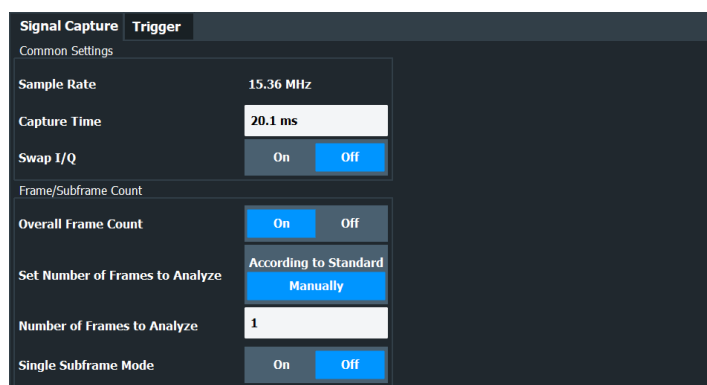 Signal Capture Trigger
Common Settings
Sample Rate 15.36 MHz
Capture Time 20.1 ms
Swap I/Q On Off
Frame/Subframe Count
Overall Frame Count On Off
According to Standard
Set Number of Frames to Analyze
Manually
Number of Frames to Analyze 1
Single Subframe Mode On Off